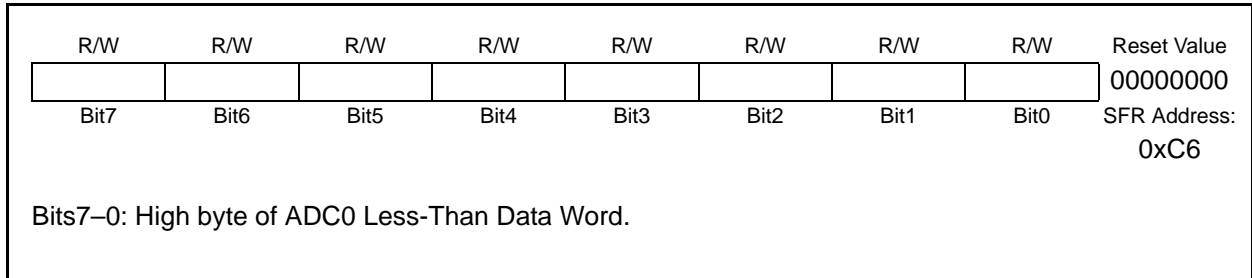 R/W R/W R/W R/W R/W R/W R/W R/W Reset Value
00000000
Bit7 Bit6 Bit5 Bit4 Bit3 Bit2 Bit1 Bit0 SFR Address:
0xC6
Bits7–0: High byte of ADC0 Less-Than Data Word.